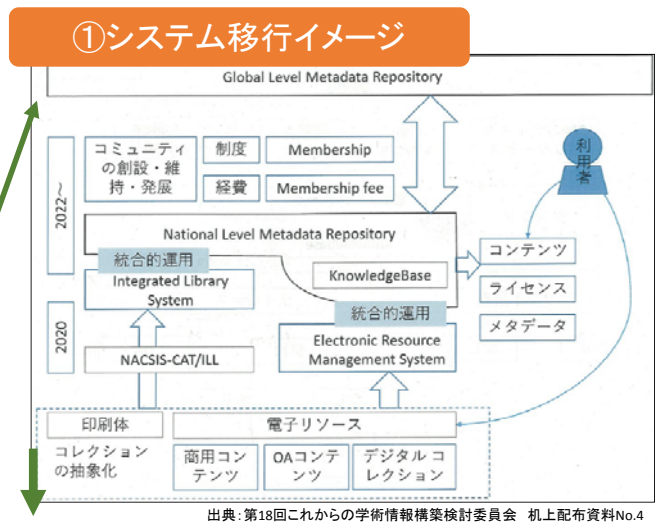 ①システム移行イメージ
Global Level Metadata Repository
コミュニティ
の創設・維
持・発展
制度
Membership
経費
Membership fee
利
用
者
2022～
National Level Metadata Repository
統合的運用
Integrated Library
System
KnowledgeBase
コンテンツ
ライセンス
メタデータ
2020
統合的運用
Electronic Resource
Management System
NACSIS-CAT/ILL
印刷体
電子リソース
コレクション
の抽象化
商用コン
テンツ
OAコンテ
ンツ
デジタルコ
レクション
出典：第18回これからの学術情報構築検討委員会 机上配布資料No.4